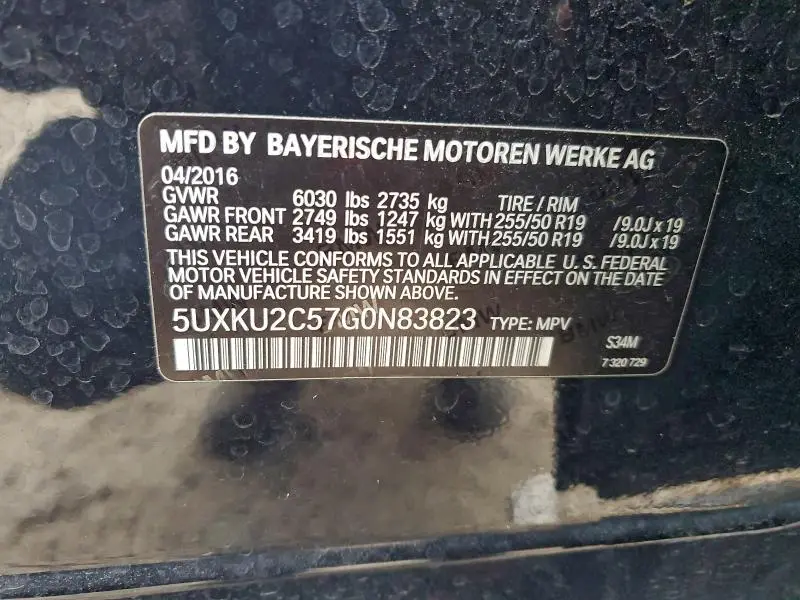 MFD BY BAYERISCHE MOTOREN WERKE AG
04/2016
GVWR 6030 lbs 2735 kg TIRE / RIM
GAWR FRONT 2749 lbs 1247 kg WITH 255/50 R19 /9.0J x 19
GAWR REAR 3419 lbs 1551 kg WITH 255/50 R19 /9.0J x 19
THIS VEHICLE CONFORMS TO ALL APPLICABLE U. S. FEDERAL
MOTOR VEHICLE SAFETY STANDARDS IN EFFECT ON THE DATE
OF MANUFACTURE SHOWN ABOVE.
5UXKU2C57G0N83823 TYPE: MPV
S34M
7 320 729